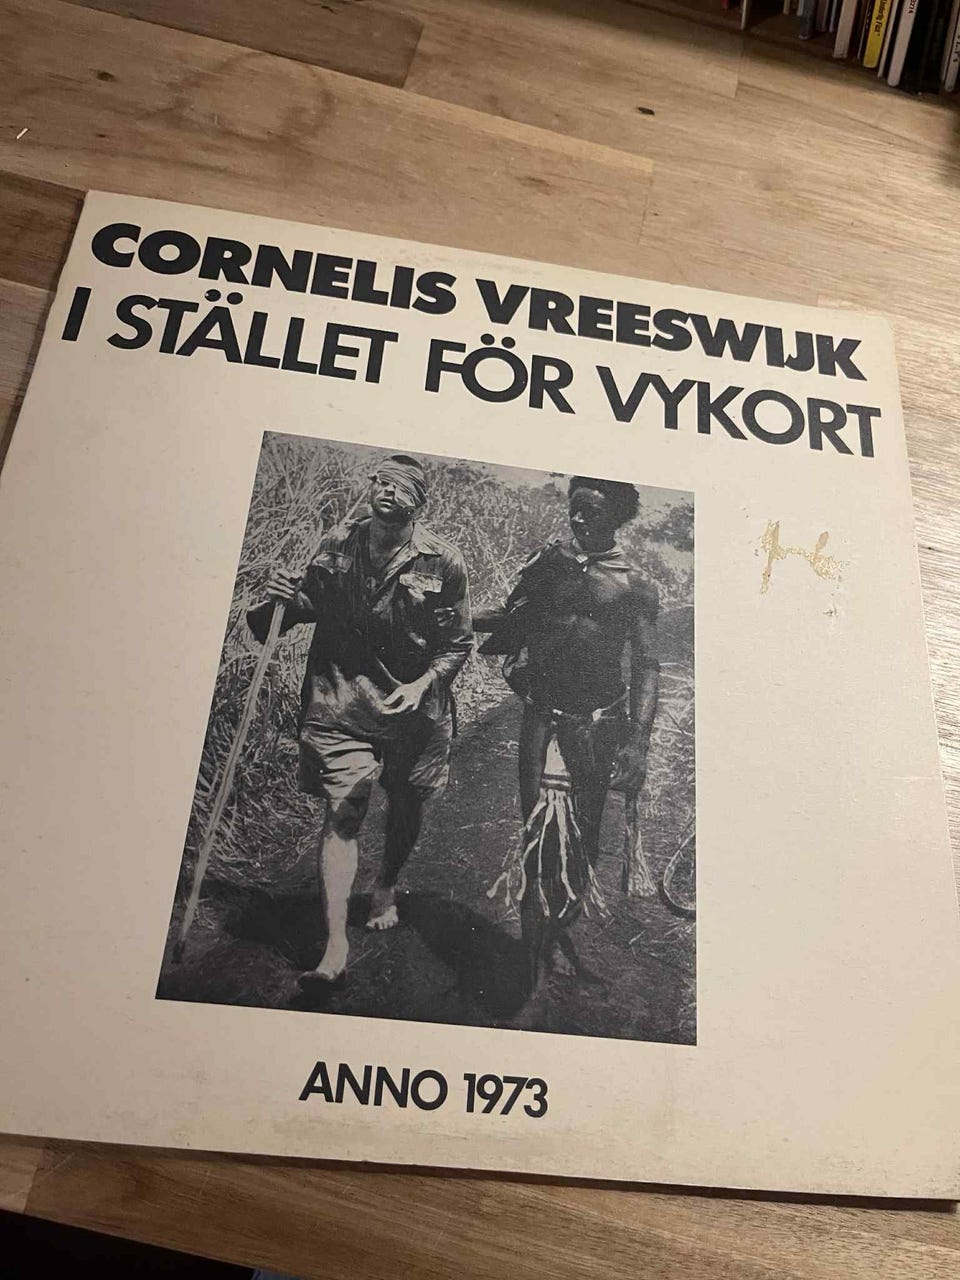 CORNELIS VREESWIJK
I STÄLLET FÖR VYKORT
ANNO 1973